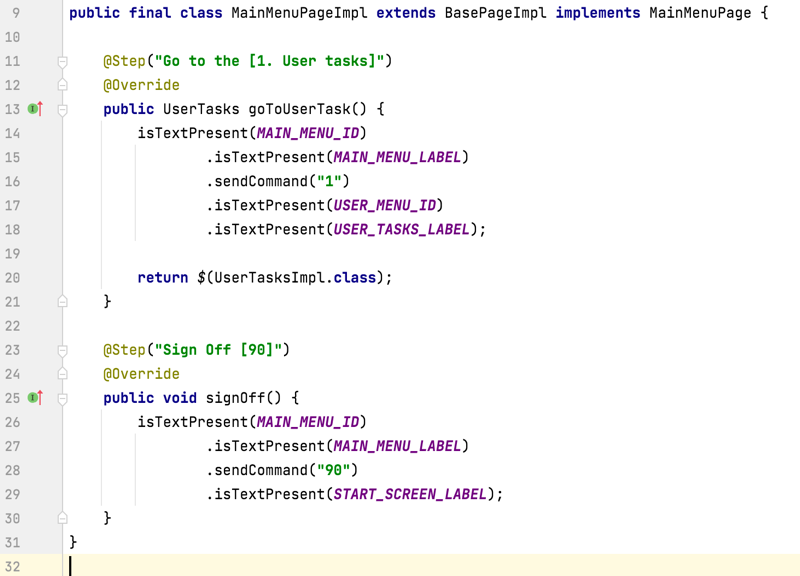 9 public final class MainMenuPageImpl extends BasePageImpl implements MainMenuPage {
10
11 @Step("Go to the [1. User tasks]")
12 @Override
13 public UserTasks goToUserTask() {
14 isTextPresent(MAIN_MENU_ID)
15 .isTextPresent(MAIN_MENU_LABEL)
16 .sendCommand("1")
17 .isTextPresent(USER_MENU_ID)
18 .isTextPresent(USER_TASKS_LABEL);
19
20 return $(UserTasksImpl.class);
21 }
22
23 @Step("Sign Off [90]")
24 @Override
25 public void signOff() {
26 isTextPresent(MAIN_MENU_ID)
27 .isTextPresent(MAIN_MENU_LABEL)
28 .sendCommand("90")
29 .isTextPresent(START_SCREEN_LABEL);
30 }
31 }
32